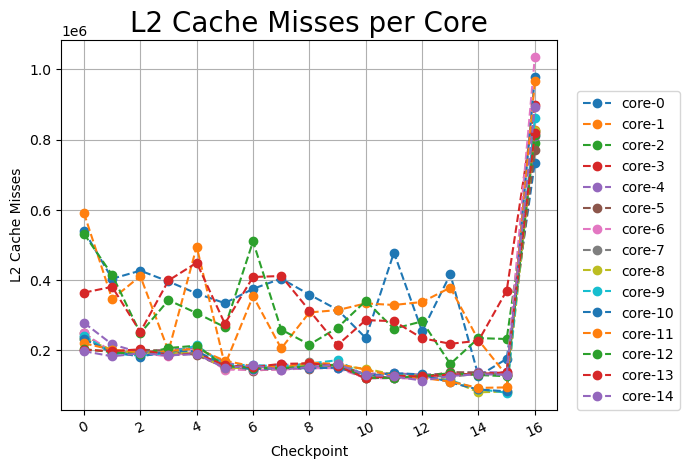 L2 Cache Misses per Core
1e6
1.0
0.8
0.6
0.4
0.2
L2 Cache Misses
0
2
4
6
8
10
12
14
16
Checkpoint
core-0
core-1
core-2
core-3
core-4
core-5
core-6
core-7
core-8
core-9
core-10
core-11
core-12
core-13
core-14